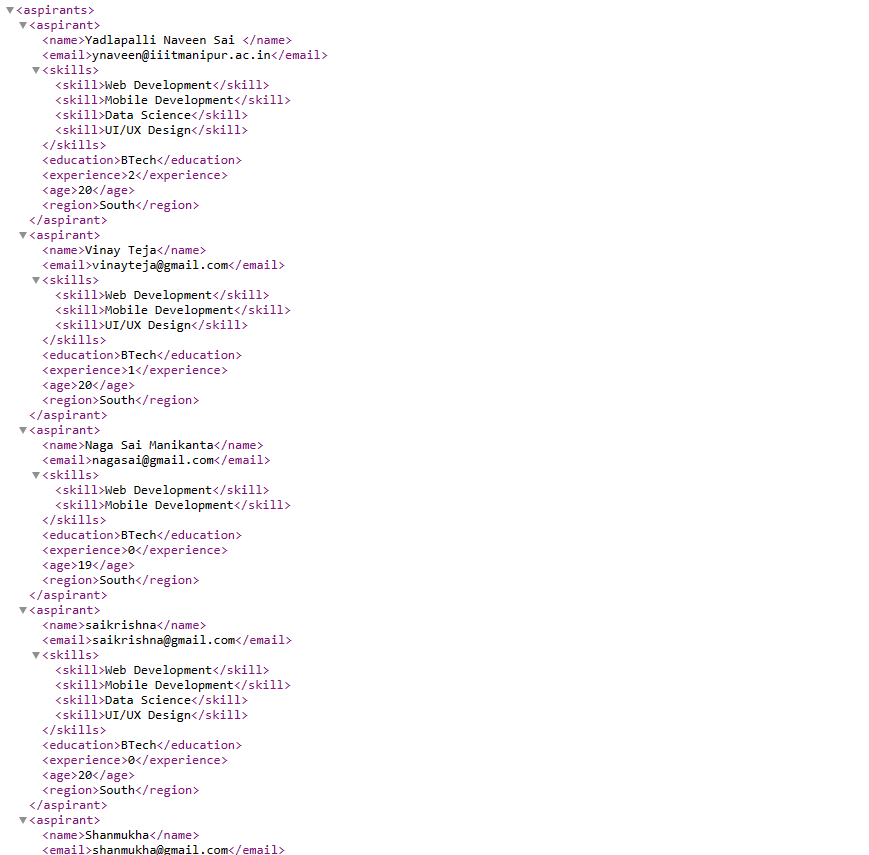 <aspirants>
<aspirant>
<name>Yadlapalli Naveen Sai </name>
<email>ynaveen@iiitmanipur.ac.in</email>
<skills>
<skill>Web Development</skill>
<skill>Mobile Development</skill>
<skill>Data Science</skill>
<skill>UI/UX Design</skill>
</skills>
<education>BTech</education>
<experience>2</experience>
<age>20</age>
<region>South</region>
</aspirant>
<aspirant>
<name>Vinay Teja</name>
<email>vinayteja@gmail.com</email>
<skills>
<skill>Web Development</skill>
<skill>Mobile Development</skill>
<skill>UI/UX Design</skill>
</skills>
<education>BTech</education>
<experience>1</experience>
<age>20</age>
<region>South</region>
</aspirant>
<aspirant>
<name>Naga Sai Manikanta</name>
<email>nagasai@gmail.com</email>
<skills>
<skill>Web Development</skill>
<skill>Mobile Development</skill>
</skills>
<education>BTech</education>
<experience>0</experience>
<age>19</age>
<region>South</region>
</aspirant>
<aspirant>
<name>saikrishna</name>
<email>saikrishna@gmail.com</email>
<skills>
<skill>Web Development</skill>
<skill>Mobile Development</skill>
<skill>Data Science</skill>
<skill>UI/UX Design</skill>
</skills>
<education>BTech</education>
<experience>0</experience>
<age>20</age>
<region>South</region>
</aspirant>
<aspirant>
<name>Shanmukha</name>
<email>shanmukha@gmail.com</email>